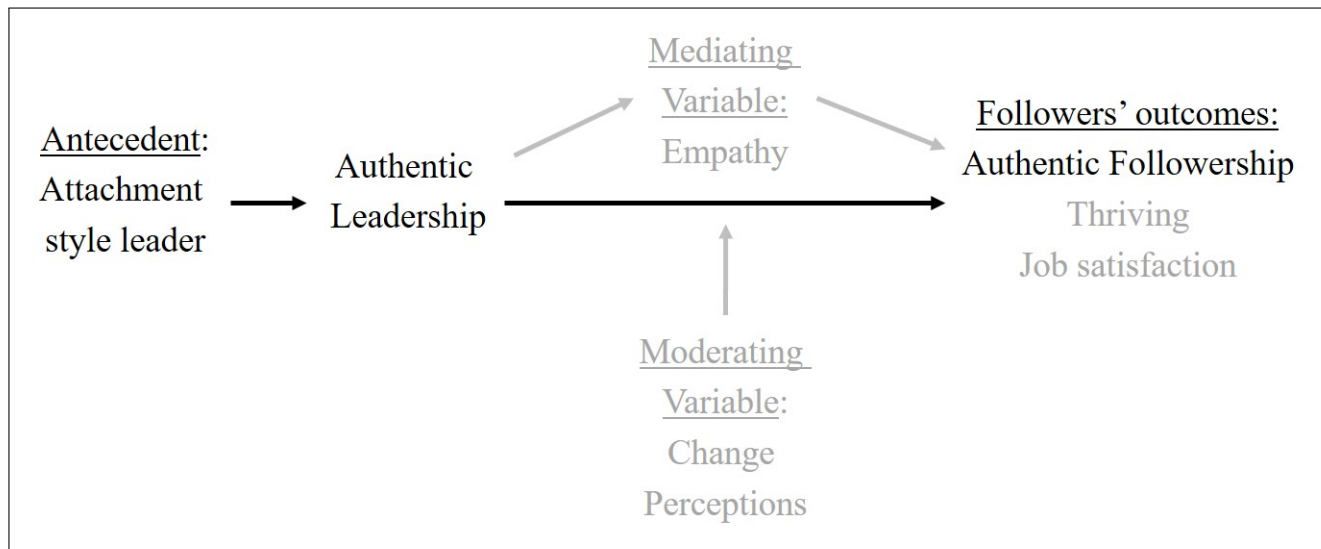 Antecedent:
Attachment
style leader
Authentic
Leadership
Mediating
Variable:
Empathy
Moderating
Variable:
Change
Perceptions
Followers’ outcomes:
Authentic Followership
Thriving
Job satisfaction